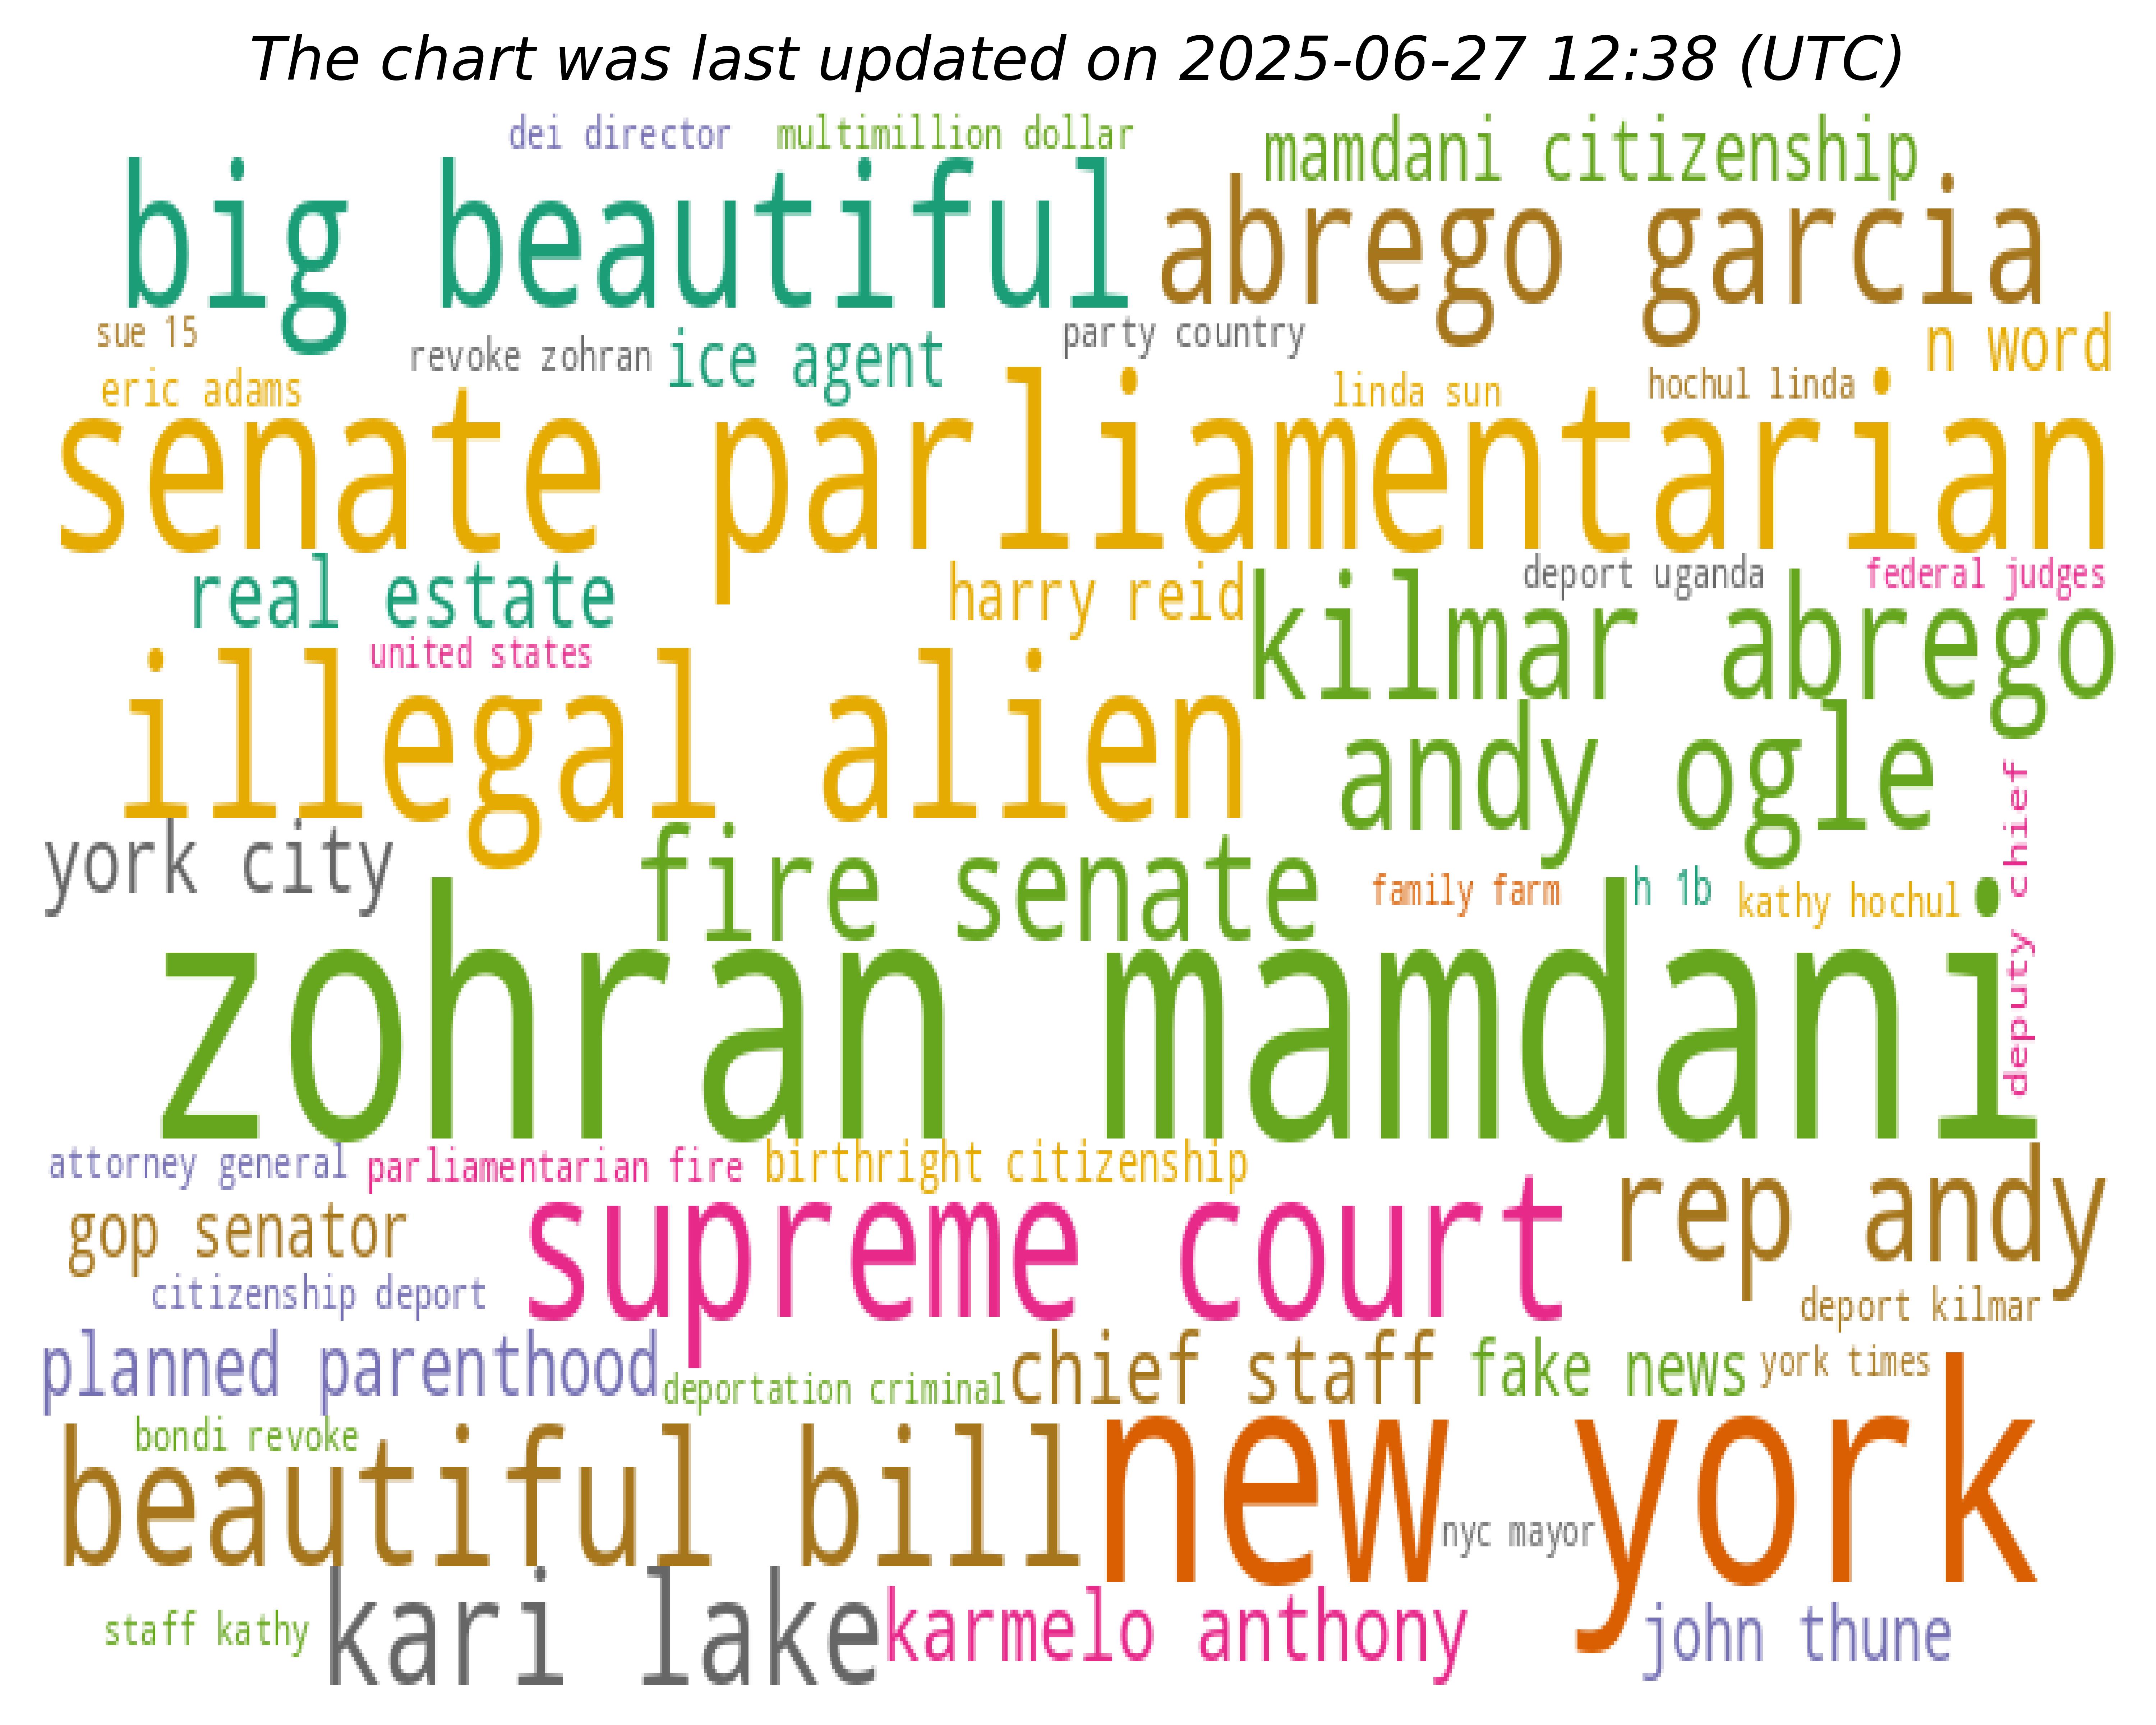 The chart was last updated on 2025-06-27 12:38 (UTC)
dei director
multimillion dollar
mamdani citizenship
big beautiful
abrego garcia
sue 15
revoke zohran
ice agent
party country
n word
eric adams
linda sun
hochul linda
senate parliamentarian
real estate
harry reid
deport uganda
federal judges
united states
kilmar abrego
illegal alien
andy ogle
deputy chief
york city
fire senate
family farm
h 1b
kathy hochul
zohran mamdani
attorney general
parliamentarian fire
birthright citizenship
gop senator
supreme court
rep andy
citizenship deport
deport kilmar
planned parenthood
deportation criminal
chief staff
fake news
york times
bondi revoke
beautiful bill
new york
nyc mayor
staff kathy
kari lake
karmelo anthony
john thune